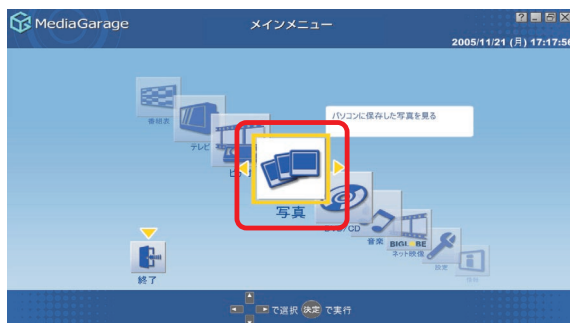 MediaGarage
メインメニュー
2005/11/21 (月) 17:17:56
番組表
テレビ
パソコンに保存した写真を見る
写真
DVD/CD
音楽
BIGLOBE
ネット映像
設定
終了
で選択 決定 で実行